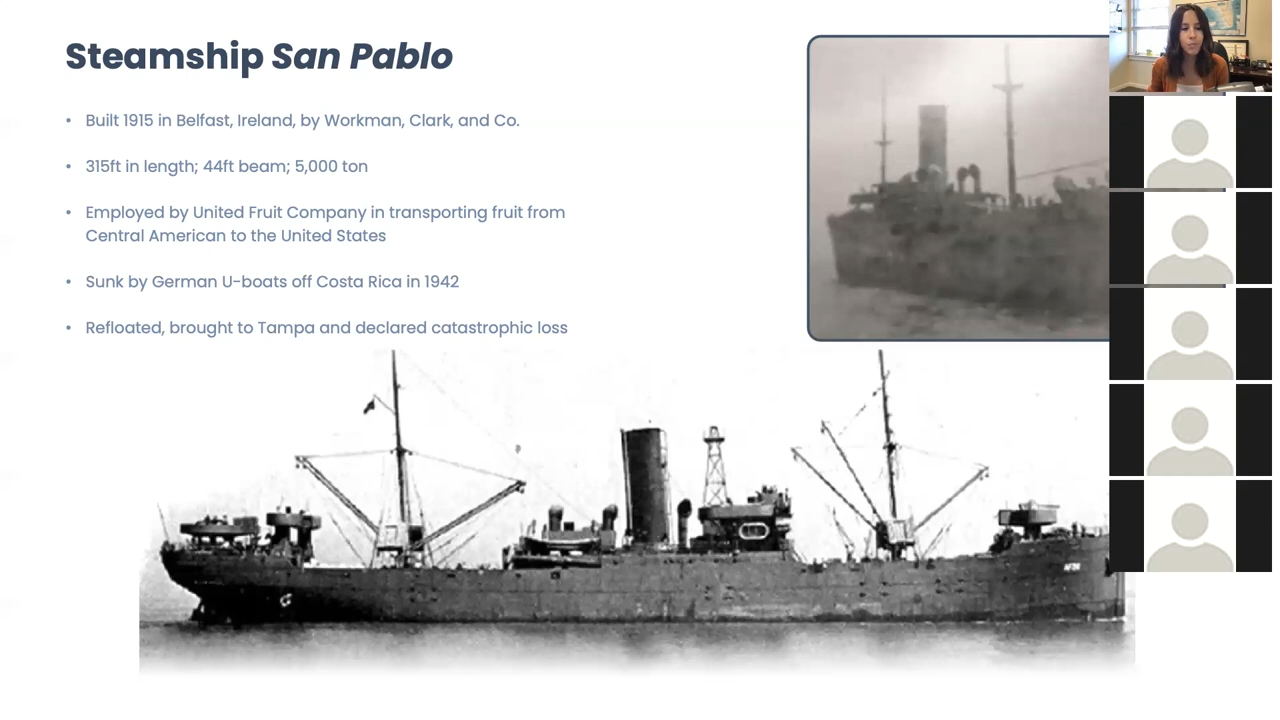 Steamship San Pablo
• Built 1915 in Belfast, Ireland, by Workman, Clark, and Co.
• 315ft in length; 44ft beam; 5,000 ton
• Employed by United Fruit Company in transporting fruit from
Central American to the United States
• Sunk by German U-boats off Costa Rica in 1942
• Refloated, brought to Tampa and declared catastrophic loss